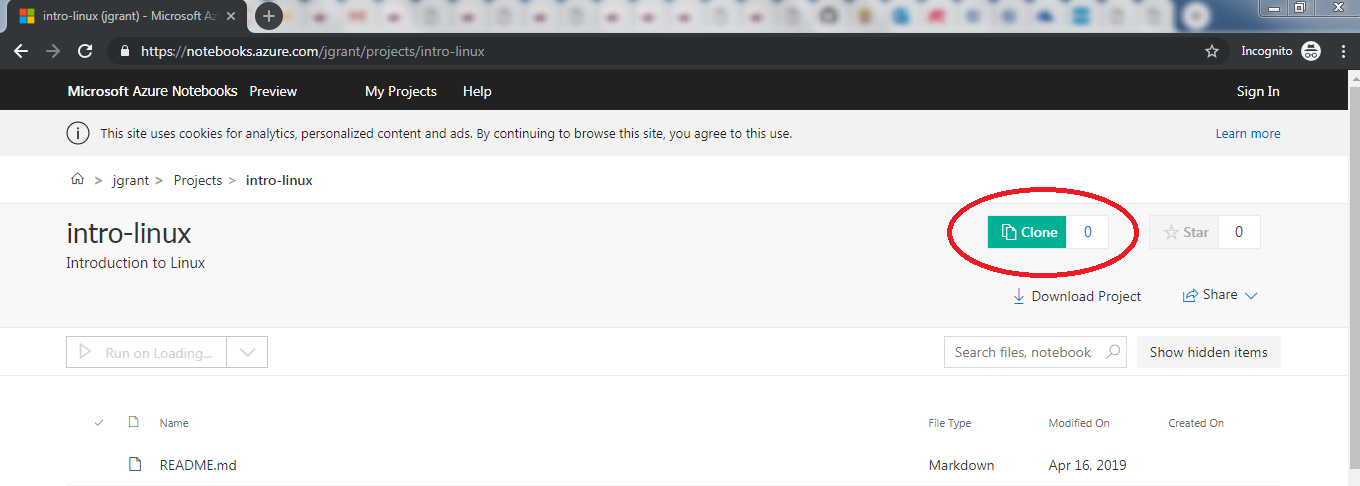 intro-linux (jgrant) - Microsoft Az
https://notebooks.azure.com/jgrant/projects/intro-linux
Incognito
Microsoft Azure Notebooks Preview My Projects Help Sign In
This site uses cookies for analytics, personalized content and ads. By continuing to browse this site, you agree to this use. Learn more
> jgrant > Projects > intro-linux
intro-linux
Clone 0 Star 0
Introduction to Linux
Download Project Share
Run on Loading... Search files, notebook: Show hidden items
Name File Type Modified On Created On
README.md Markdown Apr 16, 2019